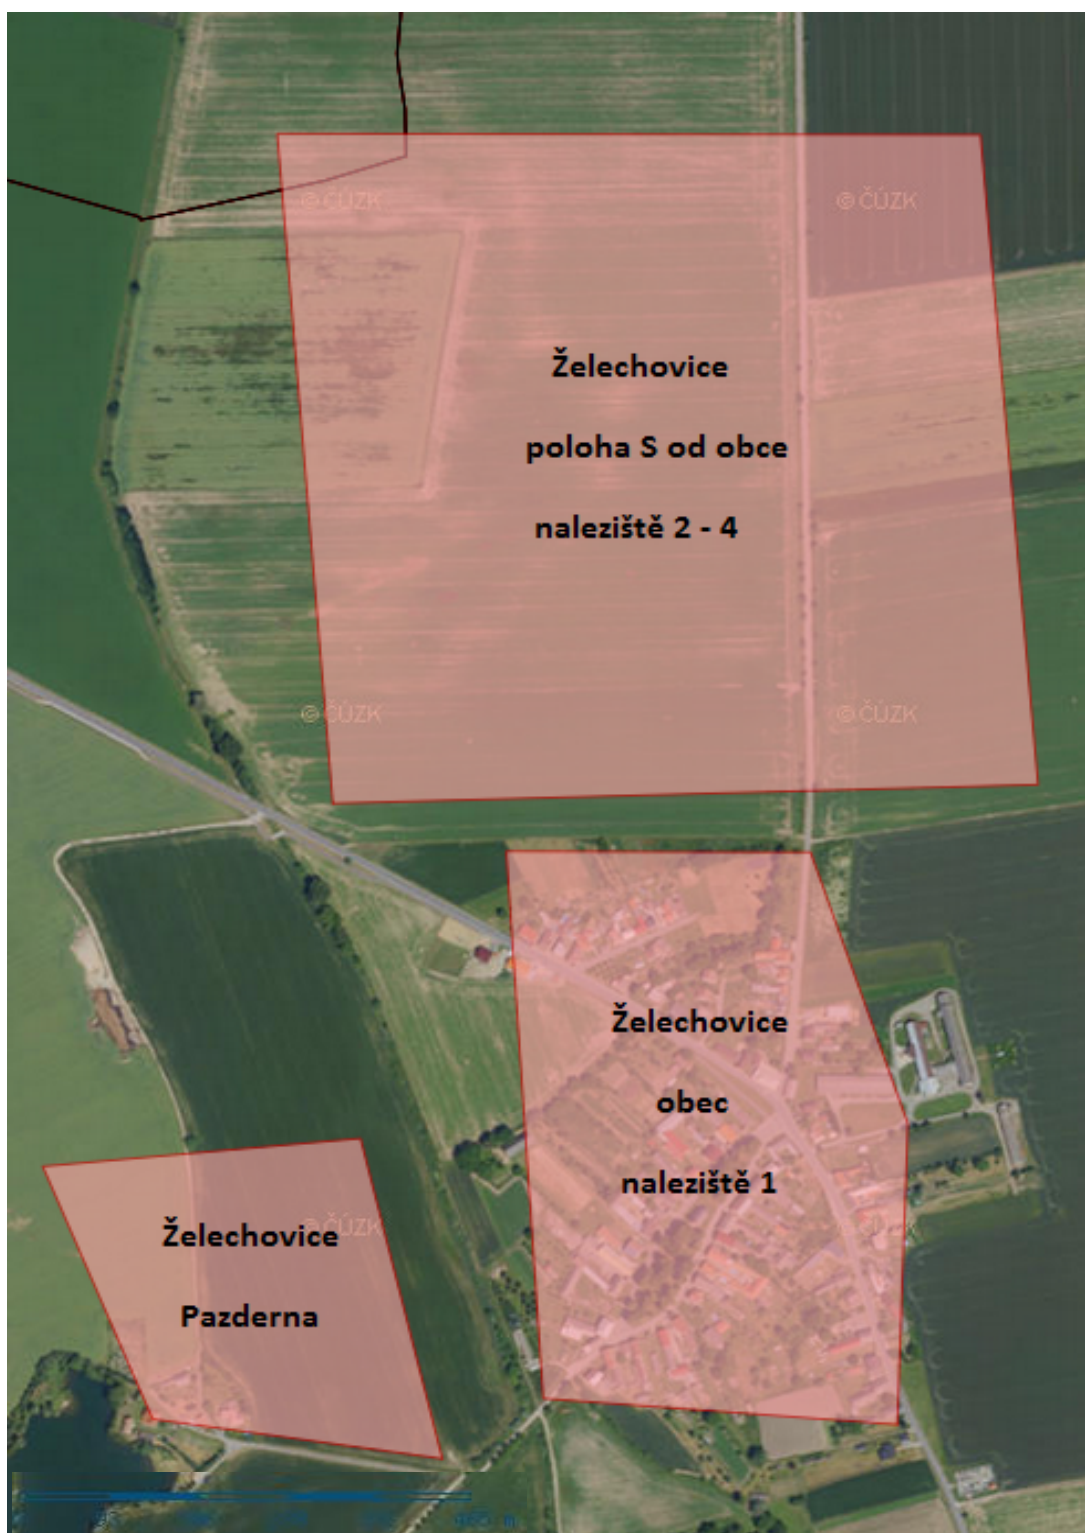 © ČÚZK
© ČÚZK
Želechovice
poloha S od obce
naleziště 2 - 4
© ČÚZK
© ČÚZK
Želechovice
obec
naleziště 1
Želechovice
© ČÚZK
Pazderna